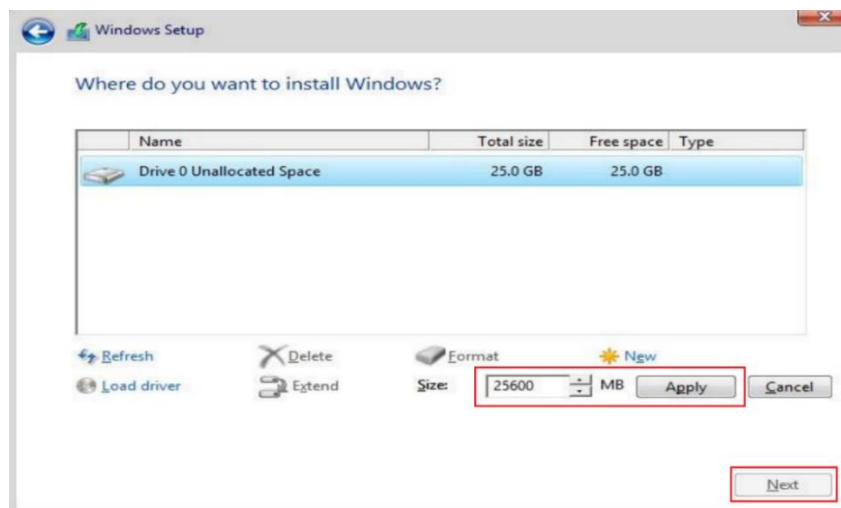 Windows Setup
Where do you want to install Windows?
Name Total size Free space Type
Drive 0 Unallocated Space 25.0 GB 25.0 GB
Refresh Delete Format New
Load driver Extend Size: 25600 MB Apply Cancel
Next